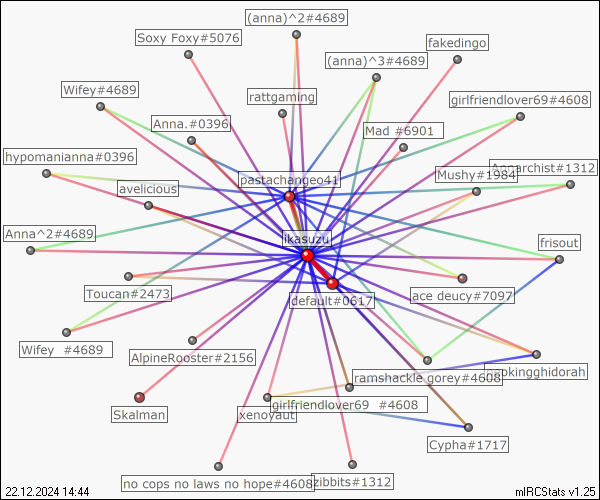 (anna)^2#4689
Soxy Foxy#5076
fakedingo
(anna)^3#4689
Wifey#4689
rattgaming
girlfriendlover69#4608
Anna.#0396
Mad #6901
hypomanianna#0396
Annarchist#1312
Mushy#1984
pastachangeo41
avelicious
Anna^2#4689
jikasuzu
frisout
Toucan#2473
default#0617
ace deucy#7097
Wifey #4689
AlpineRooster#2156
ramshackle gorey#4608
Skalman
xenoyaut
girlfriendlover69 #4608
Cypha#1717
no cops no laws no hope#4608
zibbits#1312
22.12.2024 14:44
mIRCStats v1.25